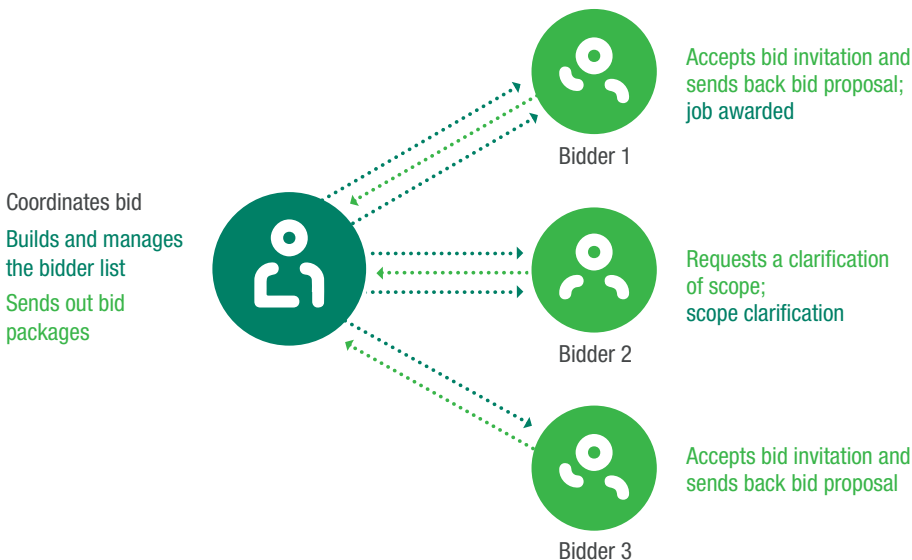 Coordinates bid
Builds and manages
the bidder list
Sends out bid
packages
Accepts bid invitation and
sends back bid proposal;
job awarded
Bidder 1
Requests a clarification
of scope;
scope clarification
Bidder 2
Accepts bid invitation and
sends back bid proposal
Bidder 3